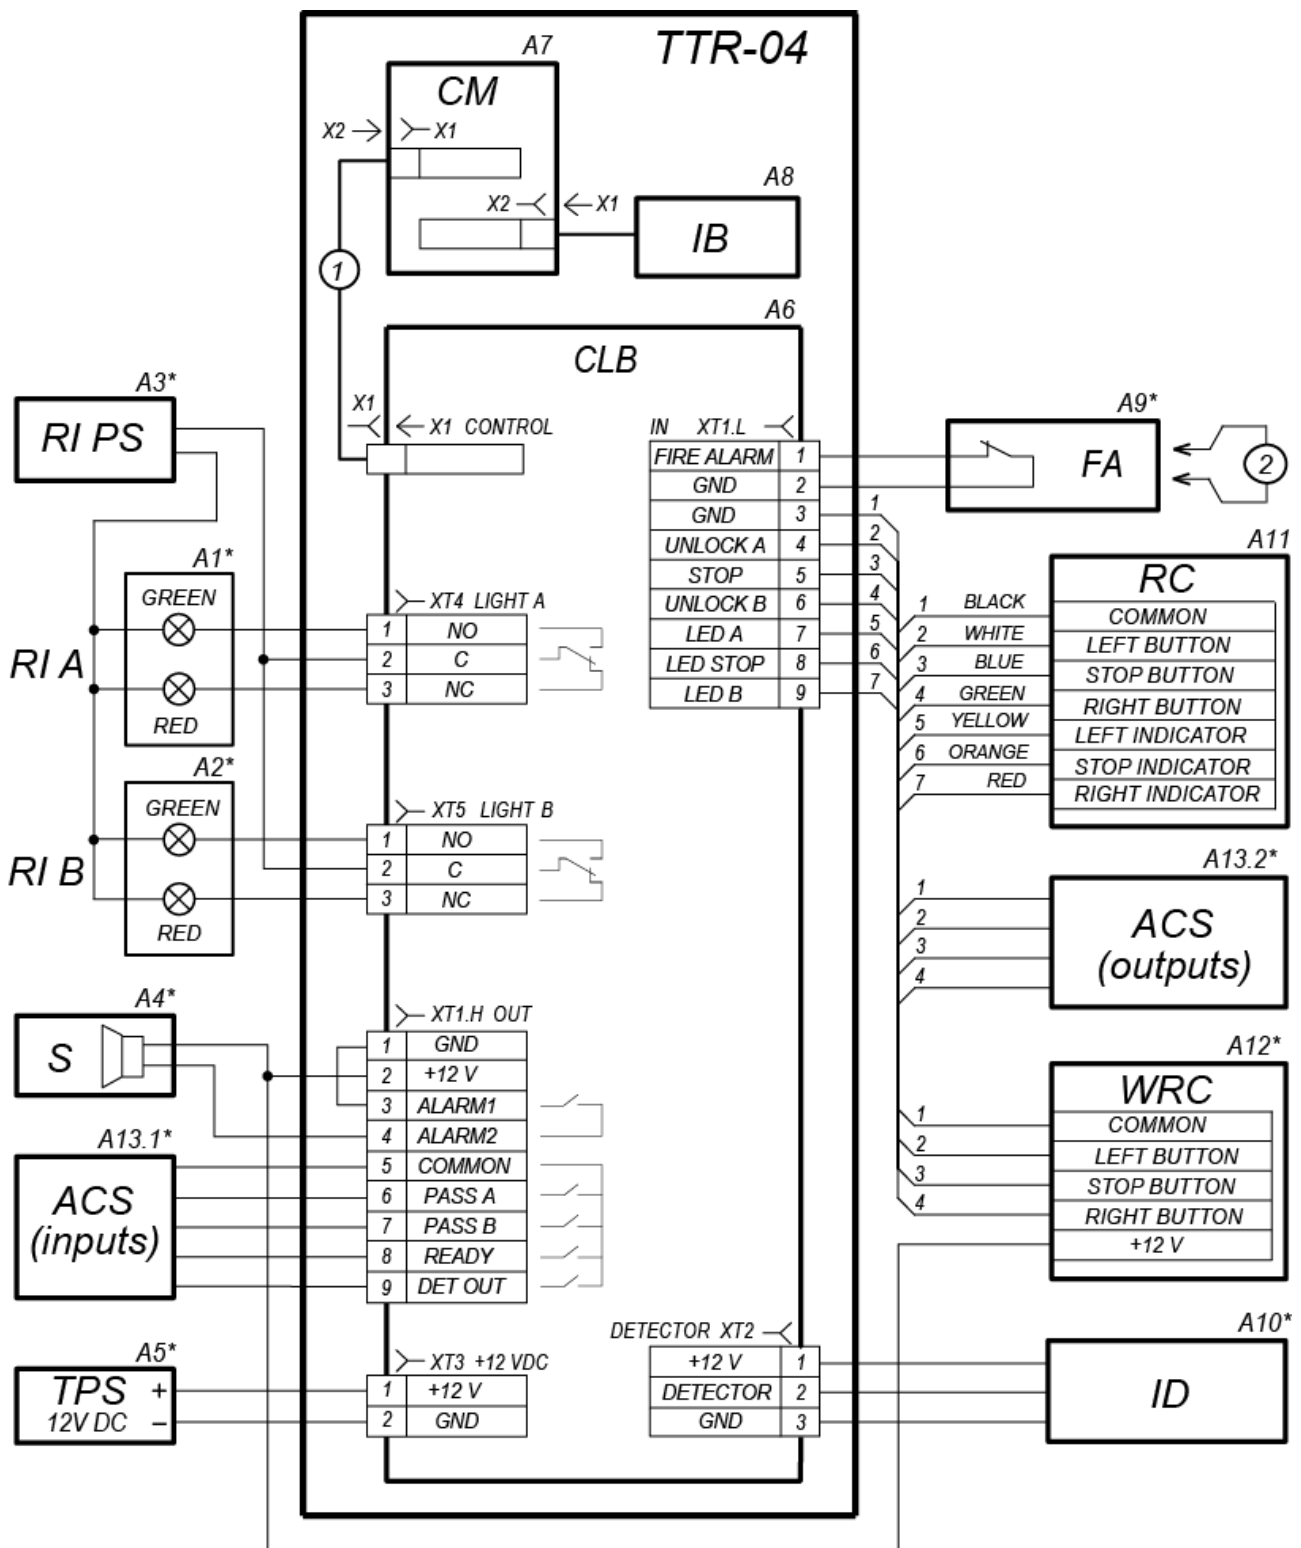 TTR-04
A7
CM
X2
X1
X2
X1
A8
IB
1
A6
CLB
A3*
RI PS
X1
X1 CONTROL
IN XT1.L
FIRE ALARM 1
GND 2
GND 3
UNLOCK A 4
STOP 5
UNLOCK B 6
LED A 7
LED STOP 8
LED B 9
1
2
3
4
5
6
7
A9*
FA
2
A1*
GREEN
RED
RI A
XT4 LIGHT A
1 NO
2 C
3 NC
A2*
GREEN
RED
RI B
XT5 LIGHT B
1 NO
2 C
3 NC
A11
RC
1 BLACK COMMON
2 WHITE LEFT BUTTON
3 BLUE STOP BUTTON
4 GREEN RIGHT BUTTON
5 YELLOW LEFT INDICATOR
6 ORANGE STOP INDICATOR
7 RED RIGHT INDICATOR
A13.2*
1
2
3
4
ACS
(outputs)
A4*
S
XT1.H OUT
1 GND
2 +12 V
3 ALARM1
4 ALARM2
5 COMMON
6 PASS A
7 PASS B
8 READY
9 DET OUT
A13.1*
ACS
(inputs)
A12*
WRC
1 COMMON
2 LEFT BUTTON
3 STOP BUTTON
4 RIGHT BUTTON
+12 V
A5*
TPS +
12V DC −
XT3 +12 VDC
1 +12 V
2 GND
DETECTOR XT2
+12 V 1
DETECTOR 2
GND 3
A10*
ID